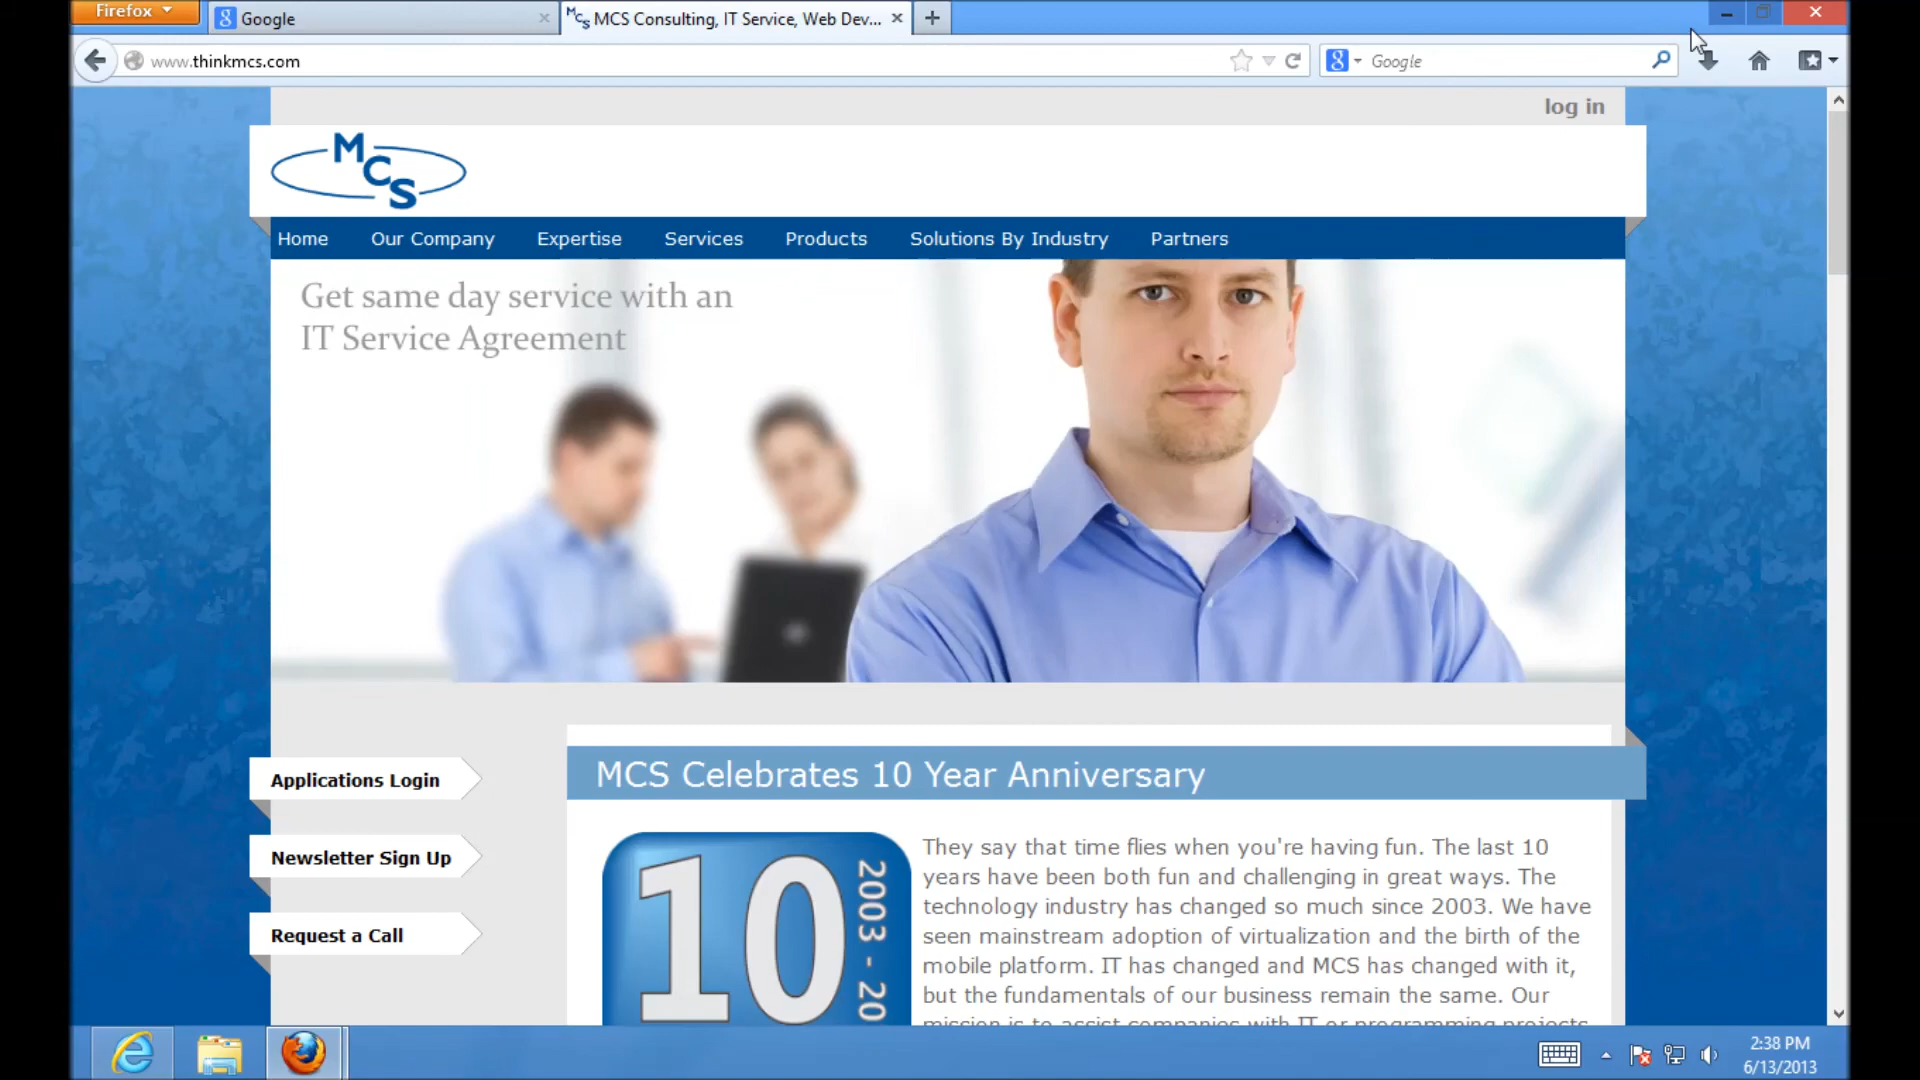 Firefox
Google
MCS MCS Consulting, IT Service, Web Dev...
www.thinkmcs.com
Google
log in
MCS
Home Our Company Expertise Services Products Solutions By Industry Partners
Get same day service with an
IT Service Agreement
MCS Celebrates 10 Year Anniversary
Applications Login
Newsletter Sign Up
Request a Call
10
2003 - 20
They say that time flies when you're having fun. The last 10
years have been both fun and challenging in great ways. The
technology industry has changed so much since 2003. We have
seen mainstream adoption of virtualization and the birth of the
mobile platform. IT has changed and MCS has changed with it,
but the fundamentals of our business remain the same. Our
mission is to assist companies with IT or programming projects
2:38 PM
6/13/2013